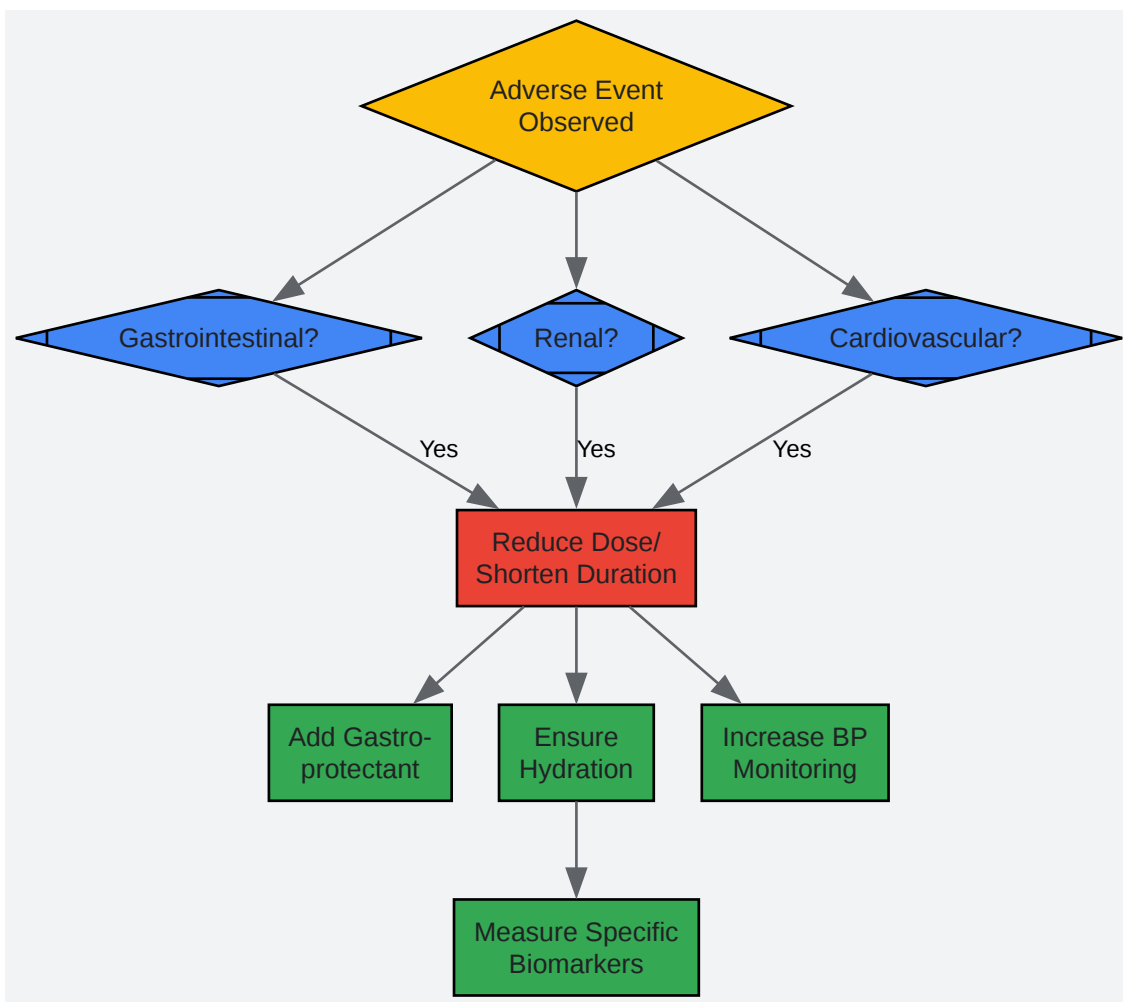 Adverse Event
Observed
Gastrointestinal?
Renal?
Cardiovascular?
Yes
Yes
Yes
Reduce Dose/
Shorten Duration
Add Gastro-
protectant
Ensure
Hydration
Increase BP
Monitoring
Measure Specific
Biomarkers